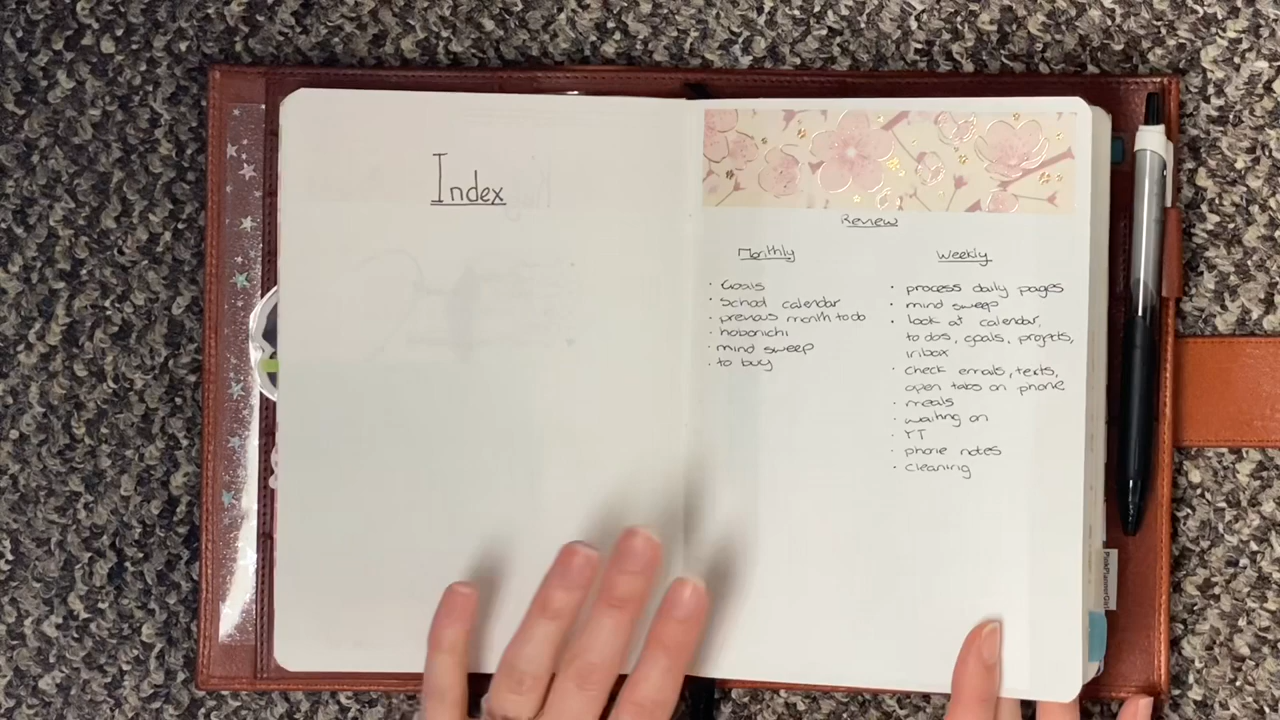 Index
Review
Monthly
· Goals
· School calendar
· previous month to do
· hobonichi
· mind sweep
· to buy
Weekly
· process daily pages
· mind sweep
· look at calendar,
to dos, goals, projects,
inbox
· check emails, texts,
open tabs on phone
· meals
· waiting on
· YT
· phone notes
· cleaning
PinkPlannerGirl